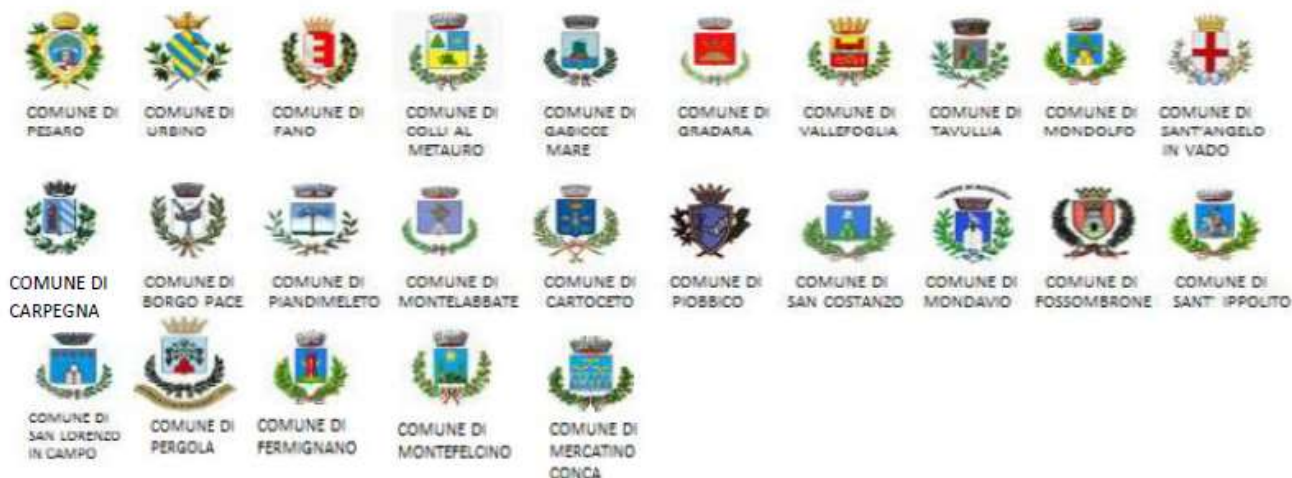 COMUNE DI
PESARO
COMUNE DI
URBINO
COMUNE DI
FANO
COMUNE DI
COLLI AL
METAURO
COMUNE DI
GABICCE
MARE
COMUNE DI
GRADARA
COMUNE DI
VALLEFOGLIA
COMUNE DI
TAVULLIA
COMUNE DI
MONDOLFO
COMUNE DI
SANT'ANGELO
IN VADO
COMUNE DI
CARPEGNA
COMUNE DI
BORGO PACE
COMUNE DI
PIANDIMELETO
COMUNE DI
MONTELABBATE
COMUNE DI
CARTOCETO
COMUNE DI
PIOBBICO
COMUNE DI
SAN COSTANZO
COMUNE DI
MONDAVIO
COMUNE DI
FOSSOMBRONE
COMUNE DI
SANT' IPPOLITO
COMUNE DI
SAN LORENZO
IN CAMPO
COMUNE DI
PERGOLA
COMUNE DI
FERMIGNANO
COMUNE DI
MONTEFELCINO
COMUNE DI
MERCATINO
CONCA